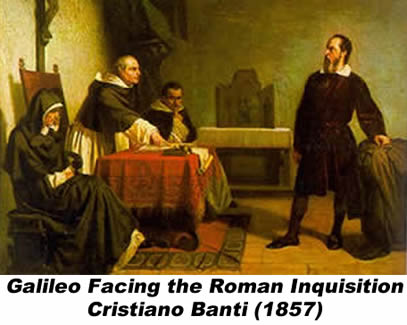 Galileo Facing the Roman Inquisition
Cristiano Banti (1857)